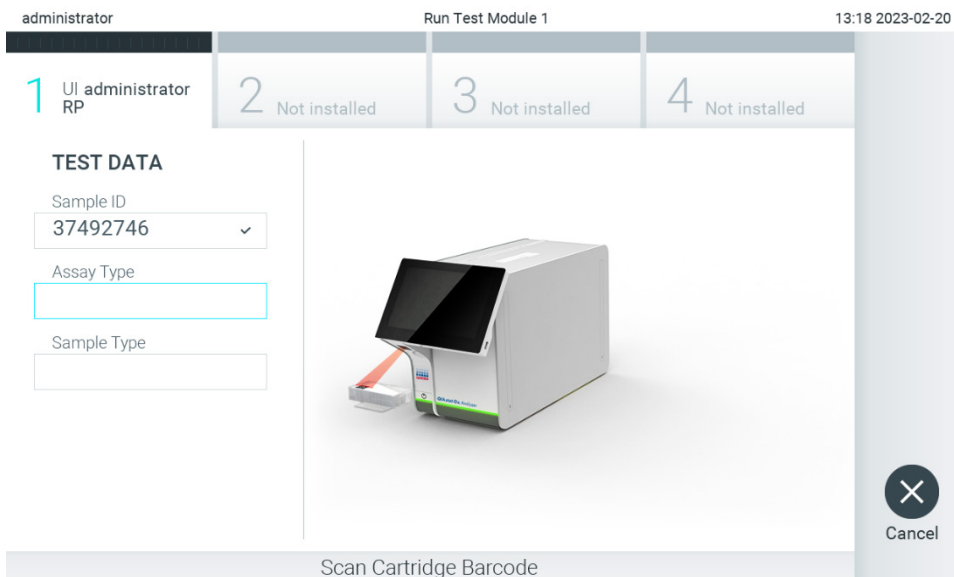 administrator Run Test Module 1 13:18 2023-02-20
1 UI administrator RP
2 Not installed
3 Not installed
4 Not installed
TEST DATA
Sample ID
37492746
Assay Type
Sample Type
Cancel
Scan Cartridge Barcode